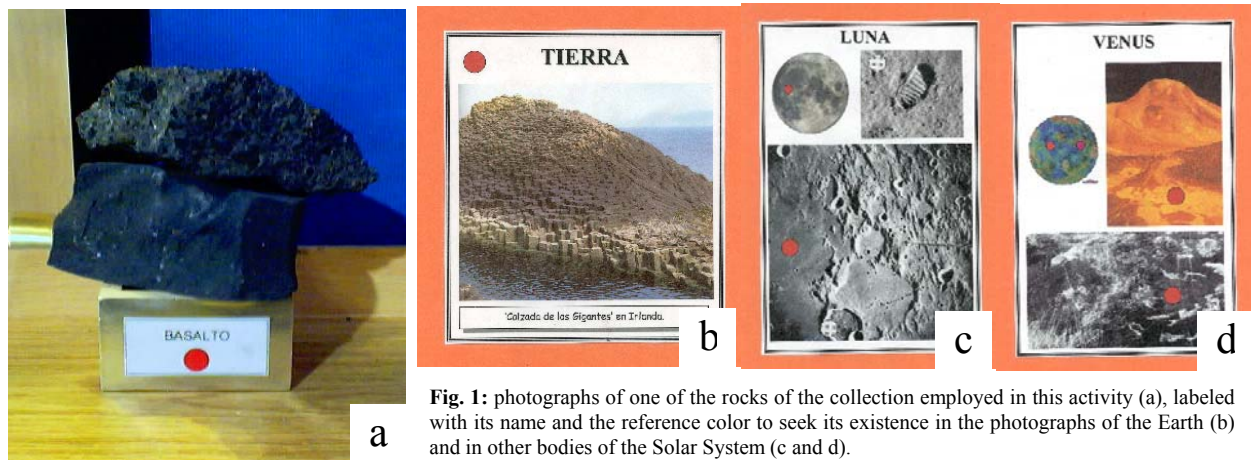 BASALTO
a
TIERRA
'Calzada de los Gigantes' en Irlanda.
b
LUNA
c
VENUS
d
Fig. 1: photographs of one of the rocks of the collection employed in this activity (a), labeled
with its name and the reference color to seek its existence in the photographs of the Earth (b)
and in other bodies of the Solar System (c and d).